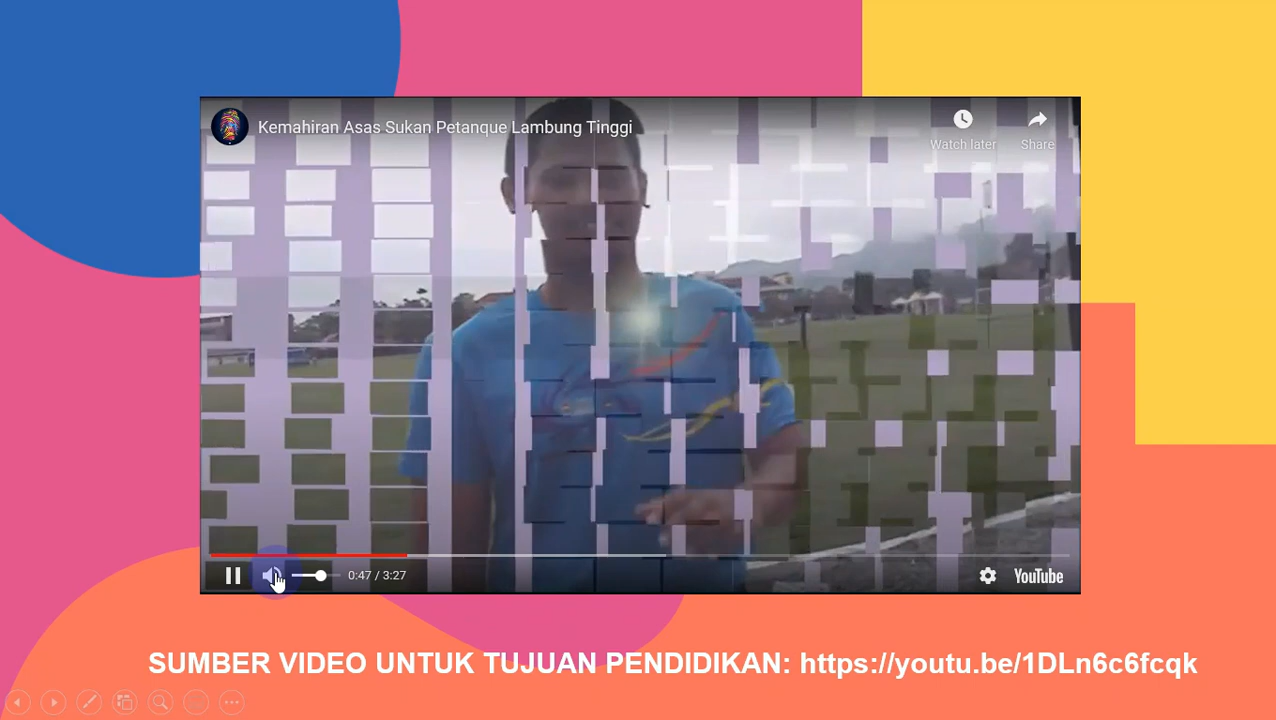 Kemahiran Asas Sukan Petanque Lambung Tinggi
Watch later
Share
0:47 / 3:27
YouTube
SUMBER VIDEO UNTUK TUJUAN PENDIDIKAN: https://youtu.be/1DLn6c6fcqk